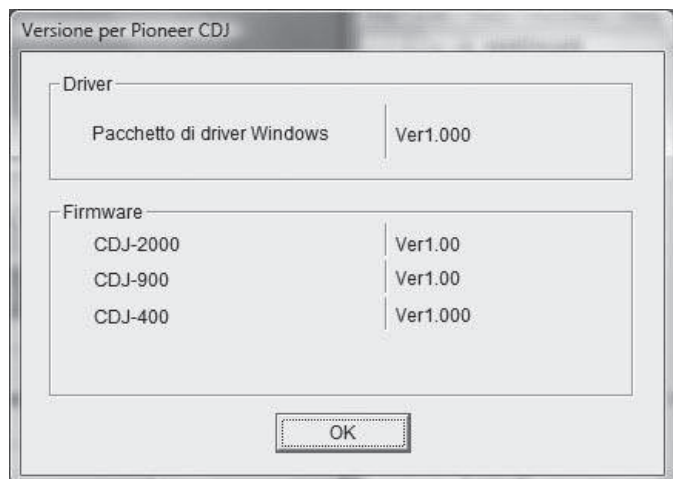 Versione per Pioneer CDJ
Driver
Pacchetto di driver Windows Ver1.000
Firmware
CDJ-2000 Ver1.00
CDJ-900 Ver1.00
CDJ-400 Ver1.000
OK